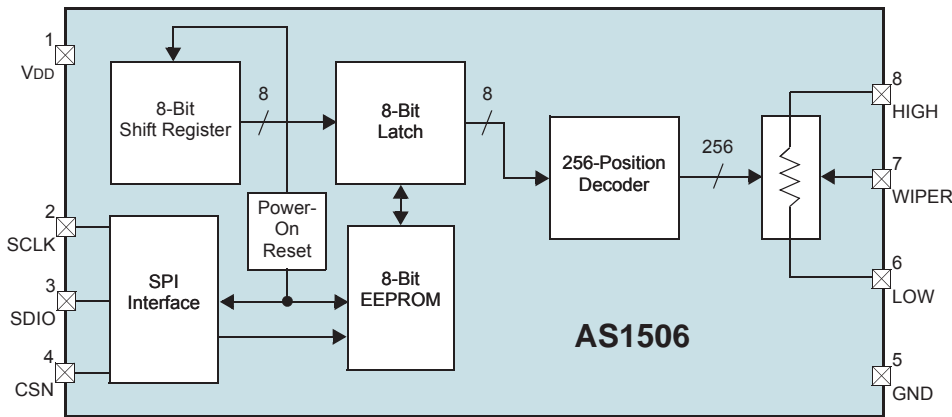 1
VDD
8-Bit
Shift Register
8
8-Bit
Latch
8
256-Position
Decoder
256
8
HIGH
7
WIPER
6
LOW
5
GND
Power-
On
Reset
2
SCLK
3
SDIO
4
CSN
SPI
Interface
8-Bit
EEPROM
AS1506